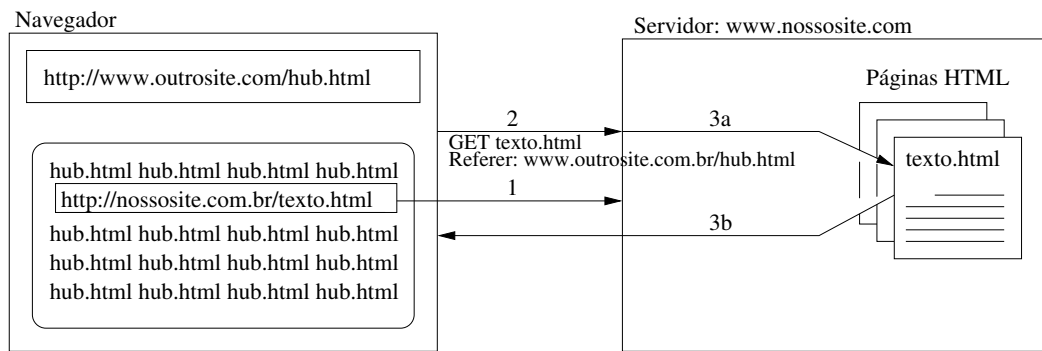 Navegador
http://www.outrosite.com/hub.html
hub.html hub.html hub.html hub.html
http://nossosite.com.br/texto.html
hub.html hub.html hub.html hub.html
hub.html hub.html hub.html hub.html
hub.html hub.html hub.html hub.html
2
GET texto.html
Referer: www.outrosite.com.br/hub.html
1
Servidor: www.nossosite.com
Páginas HTML
3a
texto.html
3b